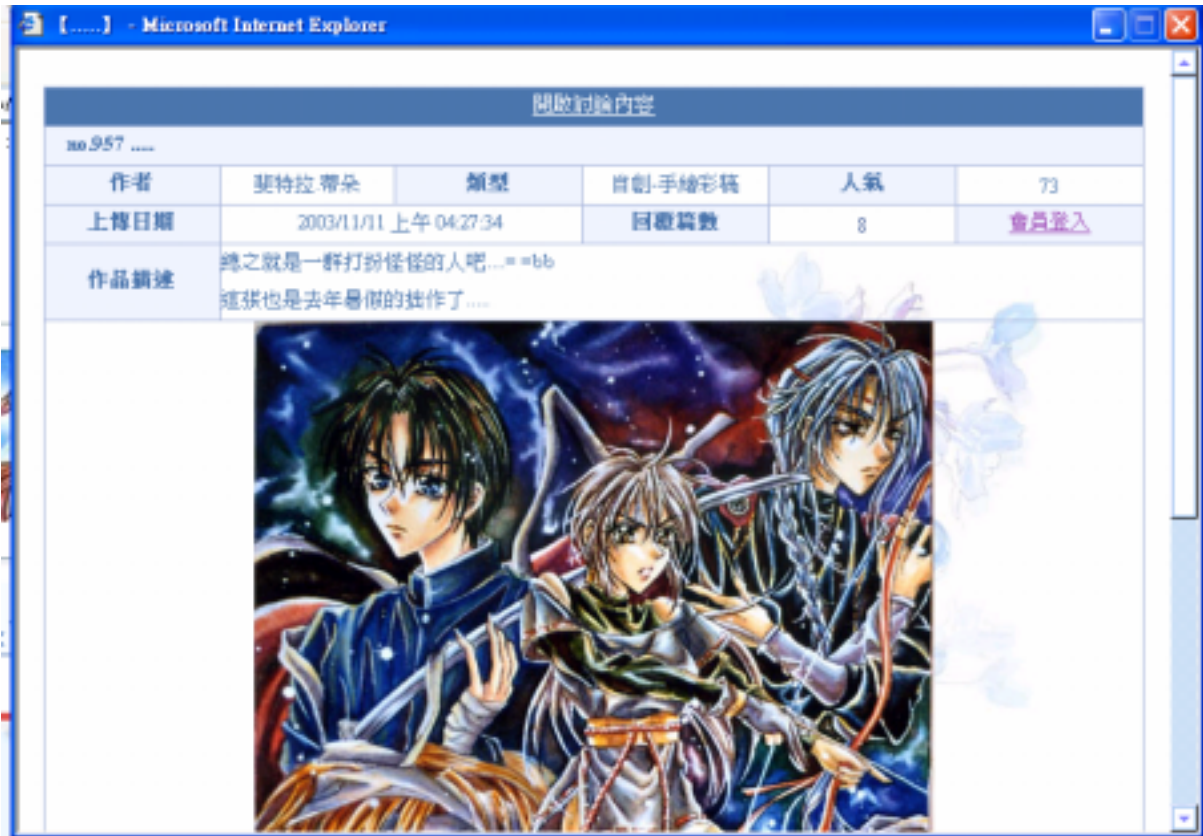 [.....] - Microsoft Internet Explorer
開啟討論內容
no.957 .....
作者 斐特拉.蒂朵 類型 自創-手繪彩稿 人氣 73
上傳日期 2003/11/11 上午 04:27:34 回覆篇數 8 會員登入
作品描述 總之就是一群打扮怪怪的人吧...= =bb
這張也是去年暑假的拙作了....